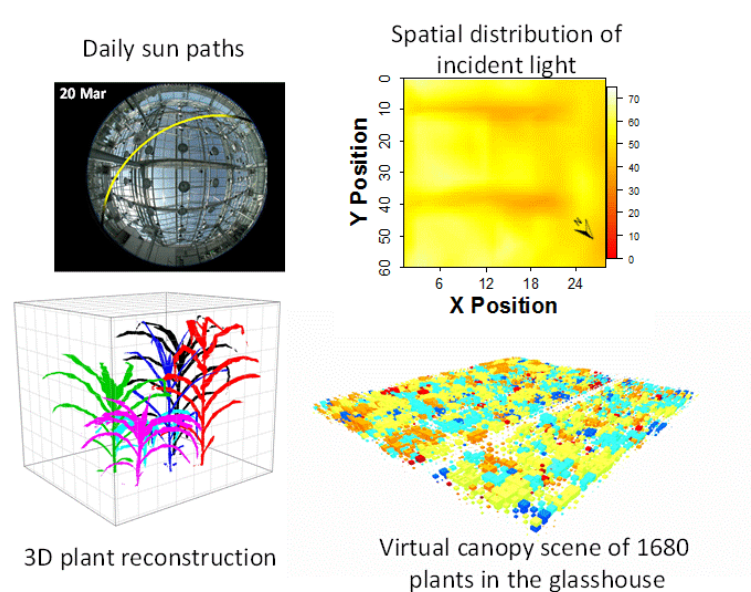 Daily sun paths
20 Mar
Spatial distribution of
incident light
Y Position
0
10
20
30
40
50
60
6
12
18
24
X Position
70
60
50
40
30
20
10
0
N
3D plant reconstruction
Virtual canopy scene of 1680
plants in the glasshouse